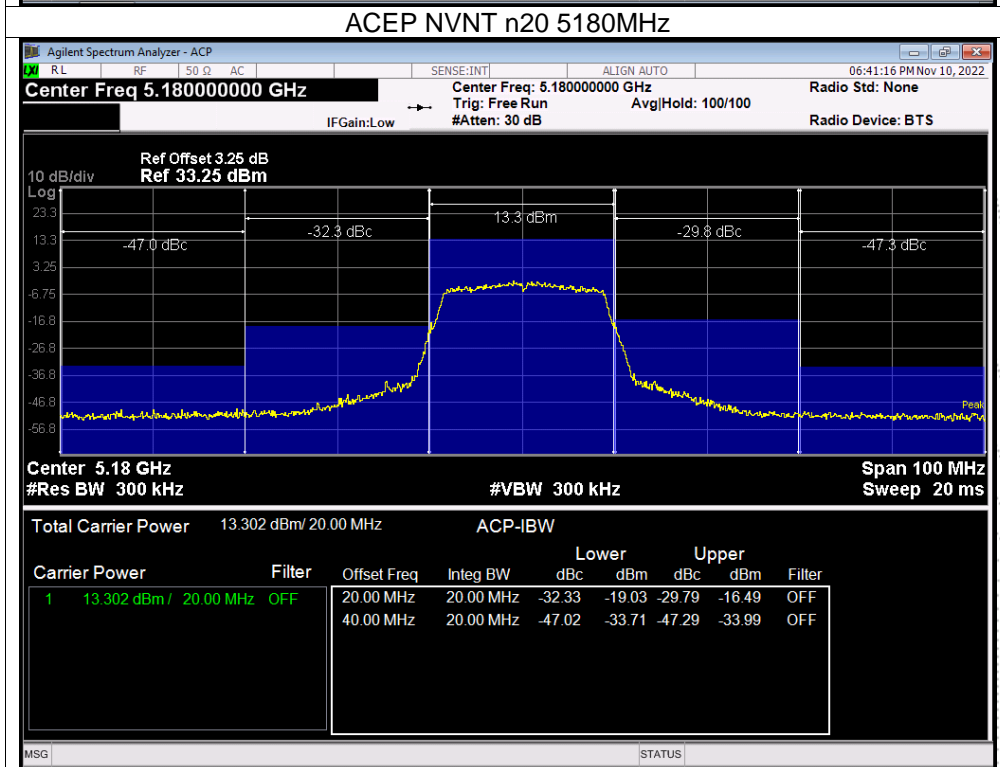 ACEP NVNT n20 5180MHz
Agilent Spectrum Analyzer - ACP
LXI RL RF 50 Ω AC SENSE:INT ALIGN AUTO 06:41:16 PM Nov 10, 2022
Center Freq 5.180000000 GHz Center Freq: 5.180000000 GHz Radio Std: None
Trig: Free Run Avg|Hold: 100/100
IFGain:Low #Atten: 30 dB Radio Device: BTS
Ref Offset 3.25 dB
10 dB/div Ref 33.25 dBm
Log
23.3
13.3
3.25
-6.75
-16.8
-26.8
-36.8
-46.8
-56.8
-47.0 dBc -32.3 dBc 13.3 dBm -29.8 dBc -47.3 dBc
Peak
Center 5.18 GHz Span 100 MHz
#Res BW 300 kHz #VBW 300 kHz Sweep 20 ms
Total Carrier Power 13.302 dBm/ 20.00 MHz ACP-IBW
Lower Upper
Carrier Power Filter Offset Freq Integ BW dBc dBm dBc dBm Filter
1 13.302 dBm / 20.00 MHz OFF 20.00 MHz 20.00 MHz -32.33 -19.03 -29.79 -16.49 OFF
40.00 MHz 20.00 MHz -47.02 -33.71 -47.29 -33.99 OFF
MSG STATUS